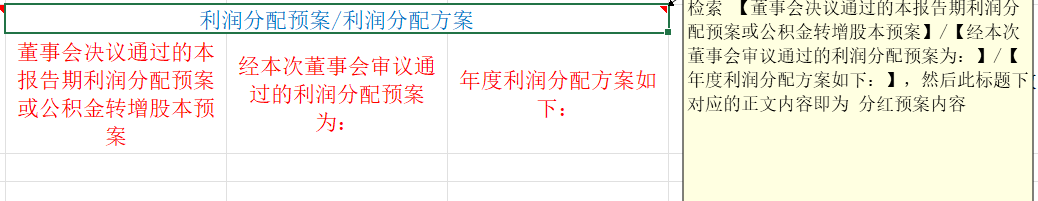 利润分配预案/利润分配方案
董事会决议通过的本
报告期利润分配预案
或公积金转增股本预
案
经本次董事会审议通
过的利润分配预案
为:
年度利润分配方案如
下:
检索 【董事会决议通过的本报告期利润分
配预案或公积金转增股本预案】/【经本次
董事会审议通过的利润分配预案为: 】/【
年度利润分配方案如下: 】, 然后此标题下
对应的正文内容即为 分红预案内容